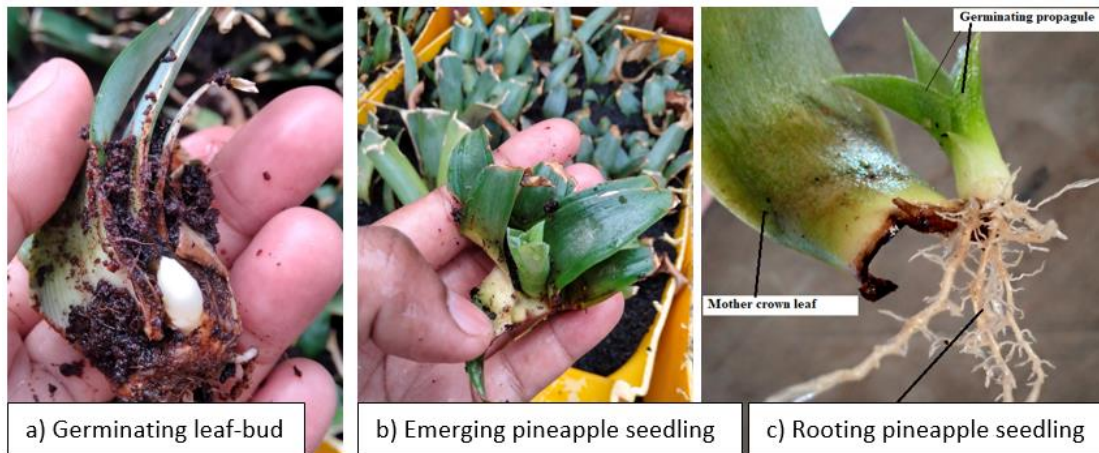 Germinating propagule
Mother crown leaf
a) Germinating leaf-bud
b) Emerging pineapple seedling
c) Rooting pineapple seedling